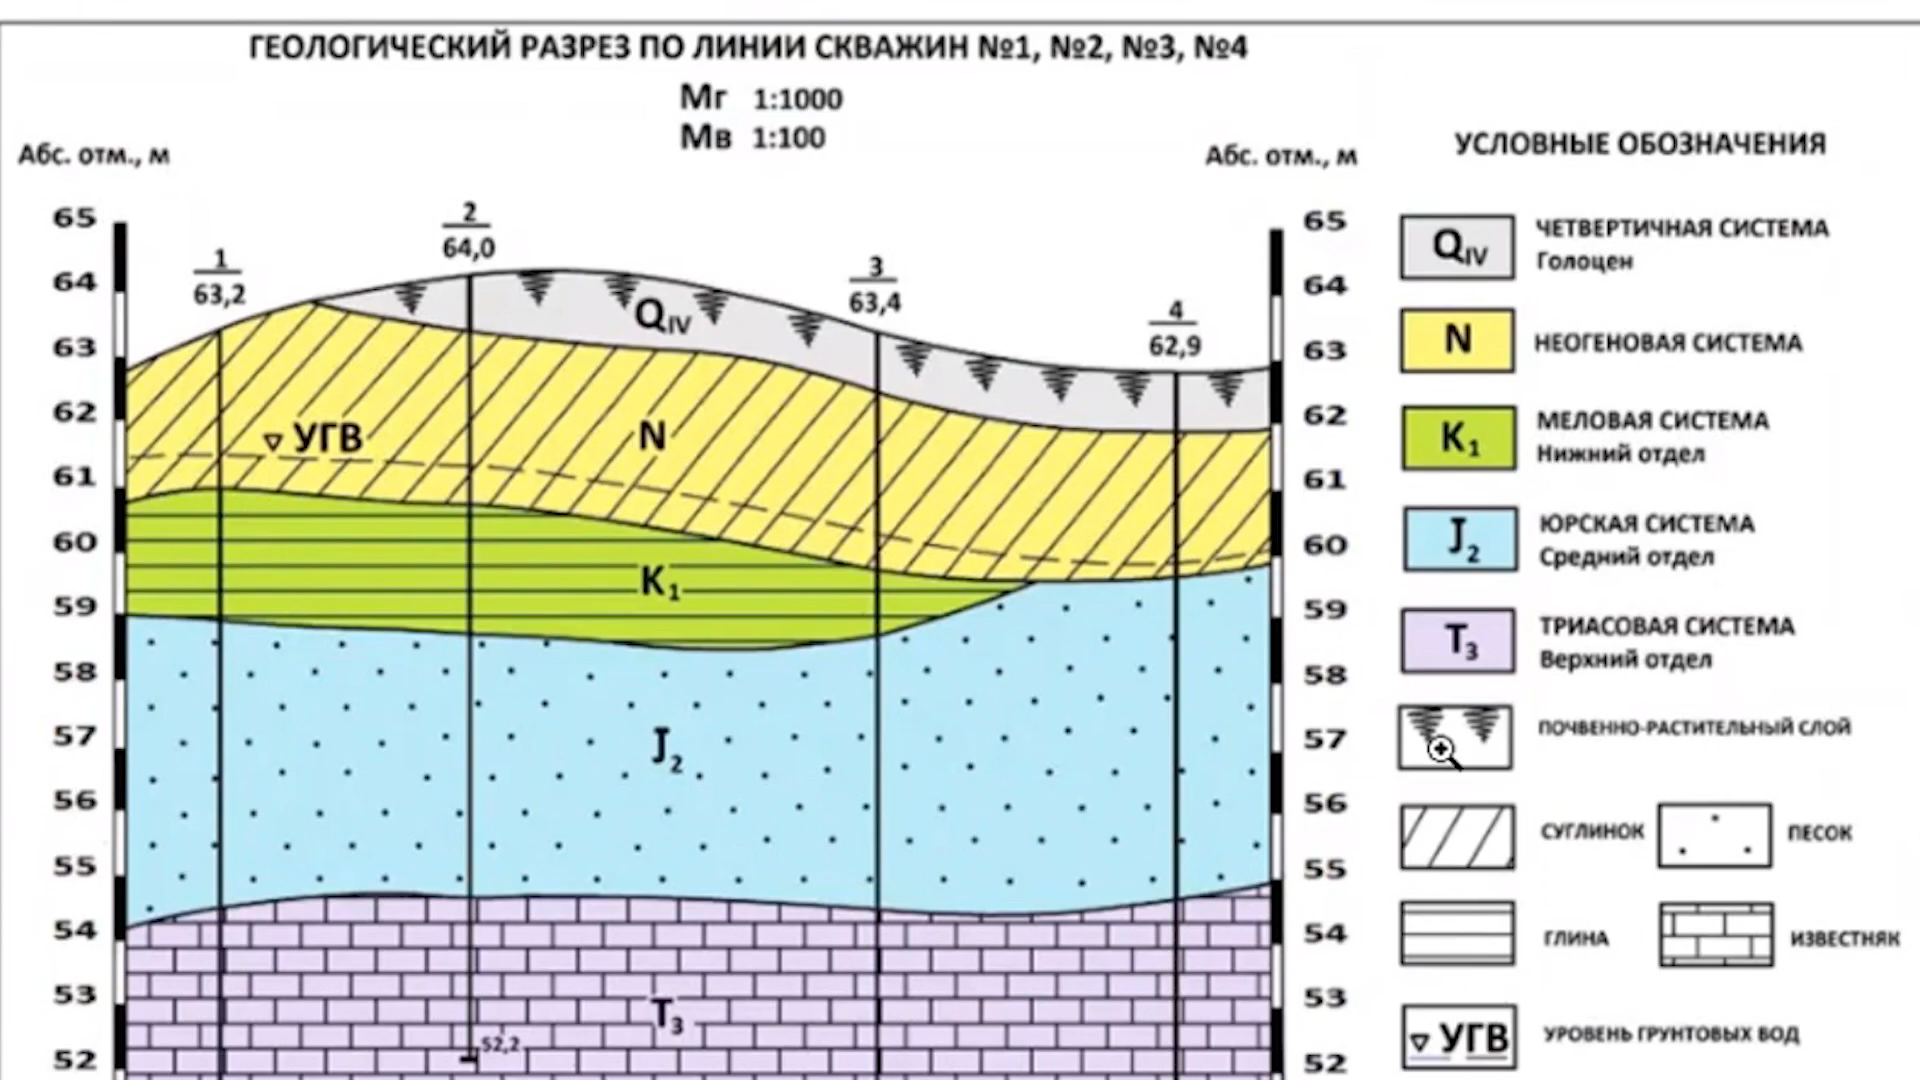 ГЕОЛОГИЧЕСКИЙ РАЗРЕЗ ПО ЛИНИИ СКВАЖИН №1, №2, №3, №4
Мг 1:1000
Мв 1:100
Абс. отм., м
Абс. отм., м
УСЛОВНЫЕ ОБОЗНАЧЕНИЯ
65
64
63
62
61
60
59
58
57
56
55
54
53
52
1
63,2
2
64,0
3
63,4
4
62,9
QIV
УГВ
N
K1
J2
T3
52,2
65
64
63
62
61
60
59
58
57
56
55
54
53
52
QIV
ЧЕТВЕРТИЧНАЯ СИСТЕМА
Голоцен
N
НЕОГЕНОВАЯ СИСТЕМА
K1
МЕЛОВАЯ СИСТЕМА
Нижний отдел
J2
ЮРСКАЯ СИСТЕМА
Средний отдел
T3
ТРИАСОВАЯ СИСТЕМА
Верхний отдел
ПОЧВЕННО-РАСТИТЕЛЬНЫЙ СЛОЙ
СУГЛИНОК
ПЕСОК
ГЛИНА
ИЗВЕСТНЯК
УГВ
УРОВЕНЬ ГРУНТОВЫХ ВОД